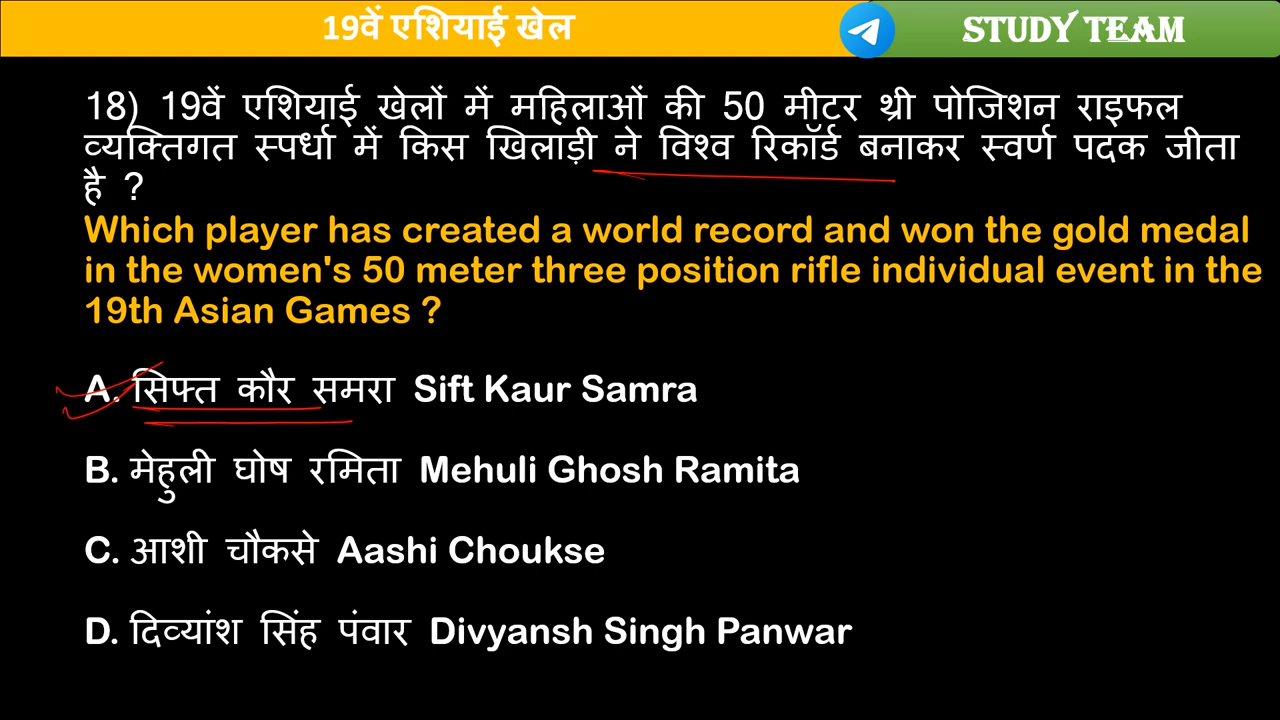 19वें एशियाई खेल
STUDY TEAM
18) 19वें एशियाई खेलों में महिलाओं की 50 मीटर थ्री पोजिशन राइफल
व्यक्तिगत स्पर्धा में किस खिलाड़ी ने विश्व रिकॉर्ड बनाकर स्वर्ण पदक जीता
है ?
Which player has created a world record and won the gold medal
in the women's 50 meter three position rifle individual event in the
19th Asian Games ?
A. सिफ्त कौर समरा Sift Kaur Samra
B. मेहुली घोष रमिता Mehuli Ghosh Ramita
C. आशी चौकसे Aashi Choukse
D. दिव्यांश सिंह पंवार Divyansh Singh Panwar